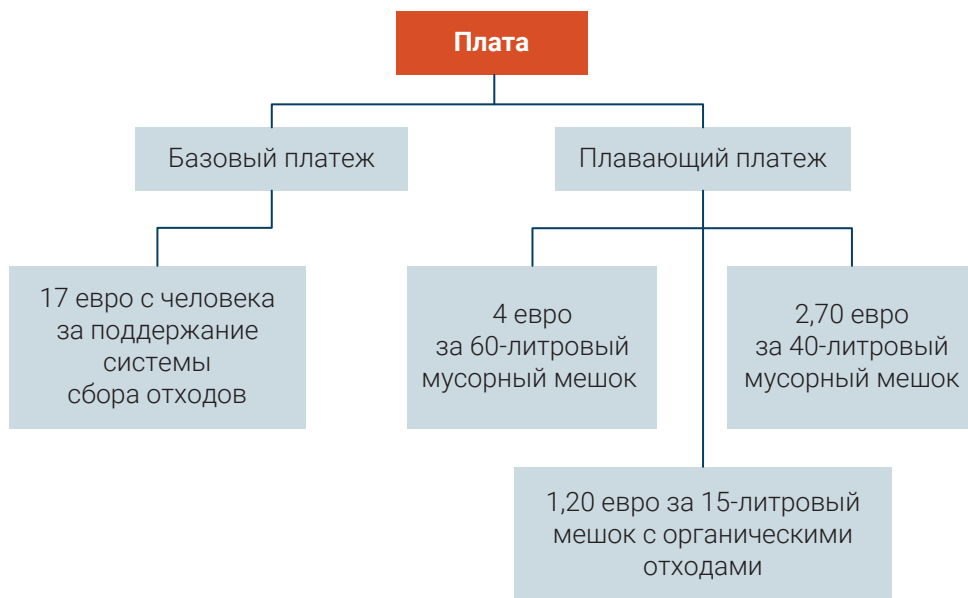 Плата
Базовый платеж
Плавающий платеж
17 евро с человека
за поддержание
системы
сбора отходов
4 евро
за 60-литровый
мусорный мешок
2,70 евро
за 40-литровый
мусорный мешок
1,20 евро за 15-литровый
мешок с органическими
отходами